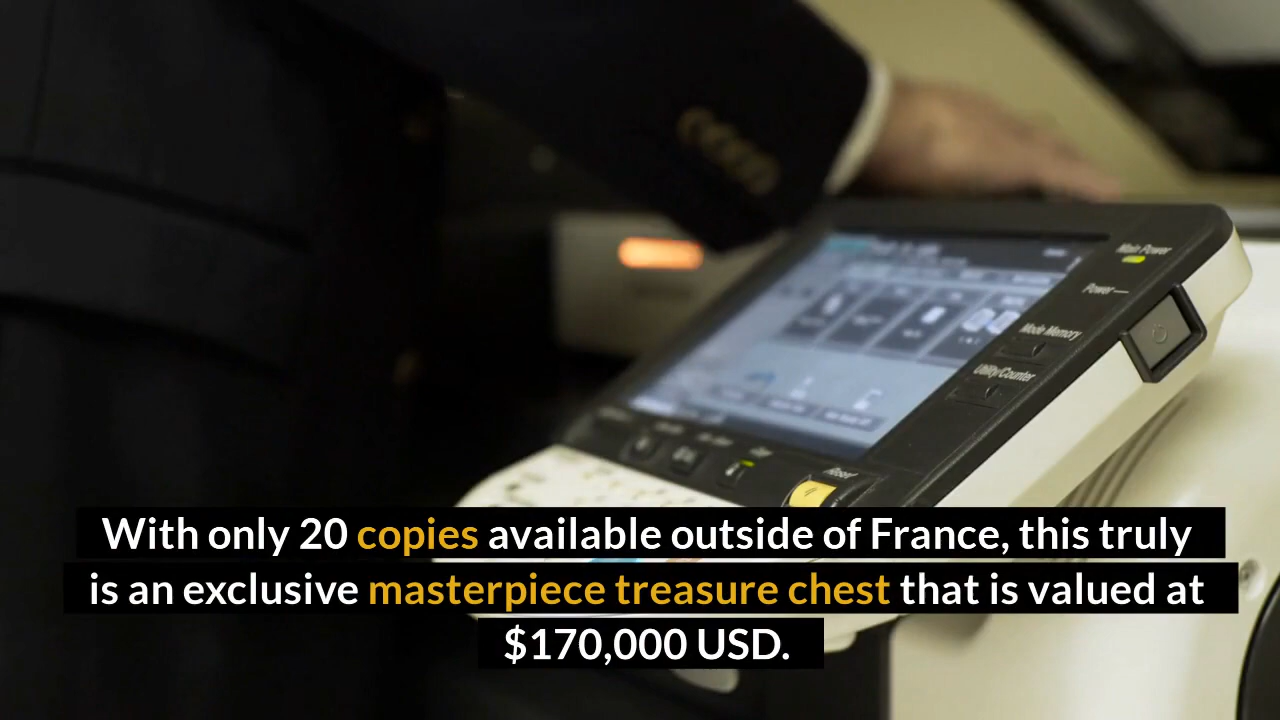 Main Power
Power
Mode Memory
Utility/Counter
Reset
With only 20 copies available outside of France, this truly
is an exclusive masterpiece treasure chest that is valued at
$170,000 USD.